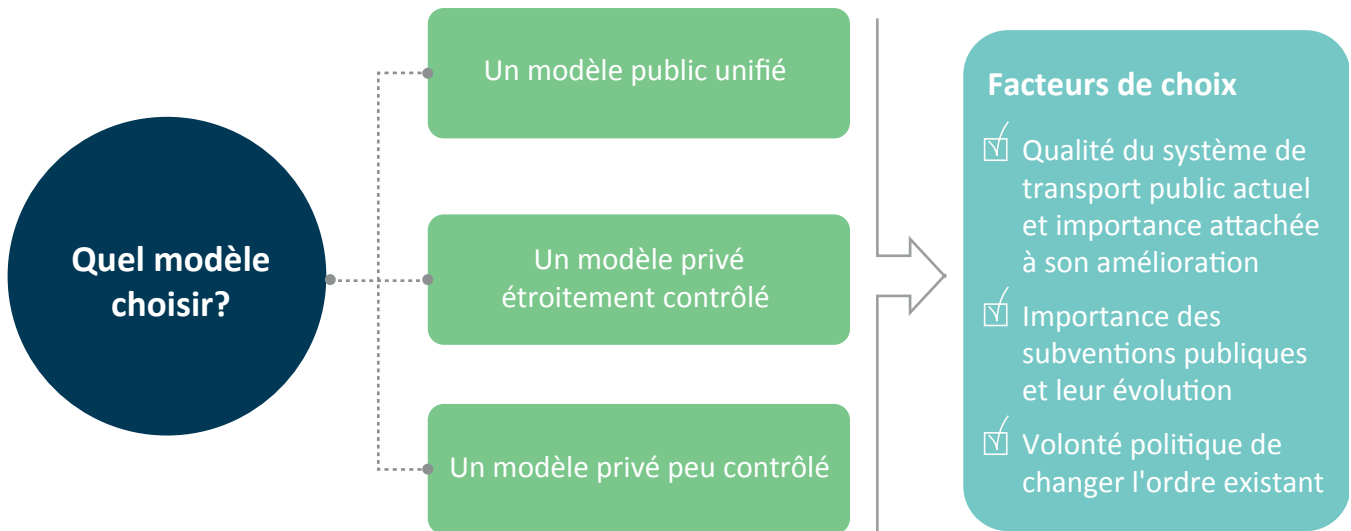 Quel modèle
choisir?
Un modèle public unifié
Un modèle privé
étroitement contrôlé
Un modèle privé peu contrôlé
Facteurs de choix
Qualité du système de
transport public actuel
et importance attachée
à son amélioration
Importance des
subventions publiques
et leur évolution
Volonté politique de
changer l'ordre existant